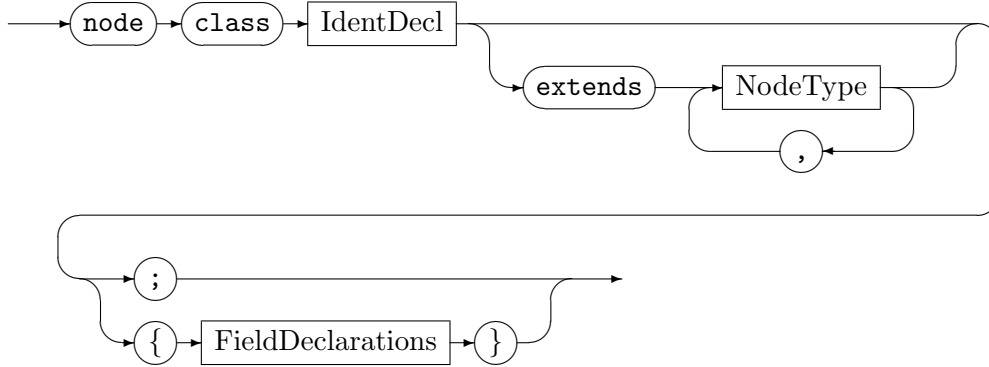 node class IdentDecl
extends NodeType
,
;
{ FieldDeclarations }